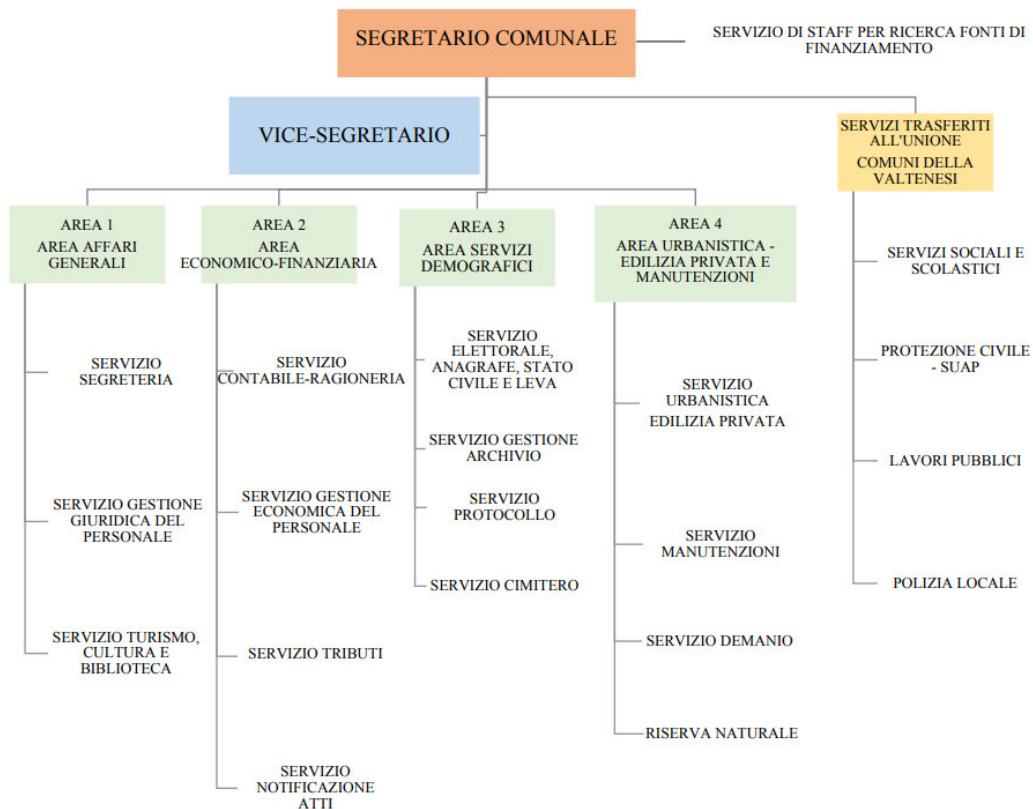 SEGRETARIO COMUNALE
SERVIZIO DI STAFF PER RICERCA FONTI DI
FINANZIAMENTO
VICE-SEGRETARIO
SERVIZI TRASFERITI
ALL'UNIONE
COMUNI DELLA
VALTENESI
AREA 1
AREA AFFARI
GENERALI
SERVIZIO
SEGRETERIA
SERVIZIO GESTIONE
GIURIDICA DEL
PERSONALE
SERVIZIO TURISMO,
CULTURA E
BIBLIOTECA
AREA 2
AREA
ECONOMICO-FINANZIARIA
SERVIZIO
CONTABILE-RAGIONERIA
SERVIZIO GESTIONE
ECONOMICA DEL
PERSONALE
SERVIZIO TRIBUTI
SERVIZIO
NOTIFICAZIONE
ATTI
AREA 3
AREA SERVIZI
DEMOGRAFICI
SERVIZIO
ELETTORALE,
ANAGRAFE, STATO
CIVILE E LEVA
SERVIZIO GESTIONE
ARCHIVIO
SERVIZIO
PROTOCOLLO
SERVIZIO CIMITERO
AREA 4
AREA URBANISTICA -
EDILIZIA PRIVATA E
MANUTENZIONI
SERVIZIO
URBANISTICA
EDILIZIA PRIVATA
SERVIZIO
MANUTENZIONI
SERVIZIO DEMANIO
RISERVA NATURALE
SERVIZI SOCIALI E
SCOLASTICI
PROTEZIONE CIVILE
- SUAP
LAVORI PUBBLICI
POLIZIA LOCALE